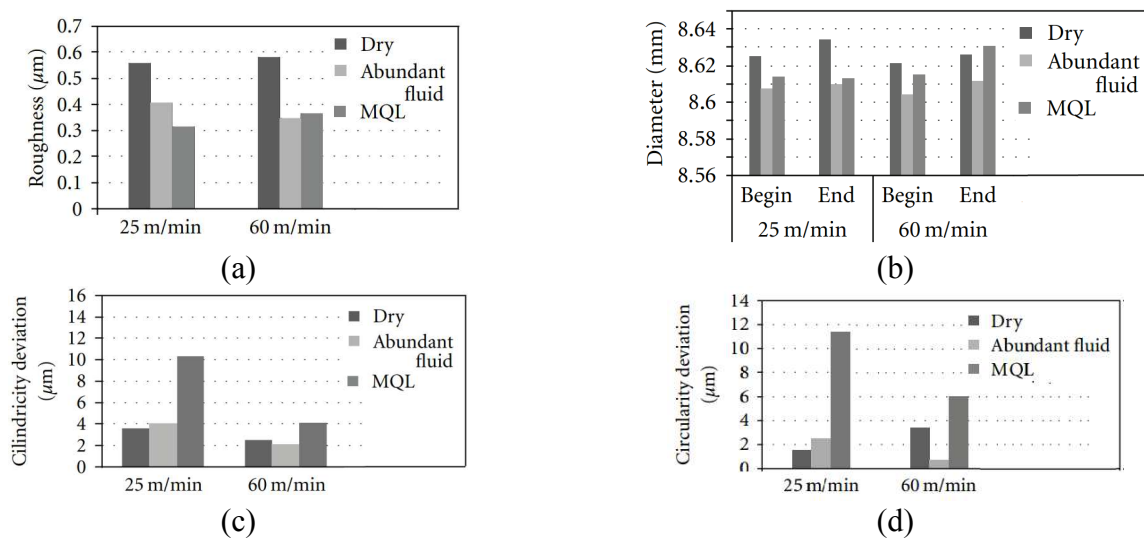 0.7
0.6
0.5
0.4
0.3
0.2
0.1
0
Roughness (μm)
Dry
Abundant
fluid
MQL
25 m/min 60 m/min
(a)
8.64
8.62
8.6
8.58
8.56
Diameter (mm)
Dry
Abundant
fluid
MQL
Begin End Begin End
25 m/min 60 m/min
(b)
16
14
12
10
8
6
4
2
0
Cilindricity deviation
(μm)
Dry
Abundant
fluid
MQL
25 m/min 60 m/min
(c)
14
12
10
8
6
4
2
0
Circularity deviation
(μm)
Dry
Abundant fluid
MQL
25 m/min 60 m/min
(d)